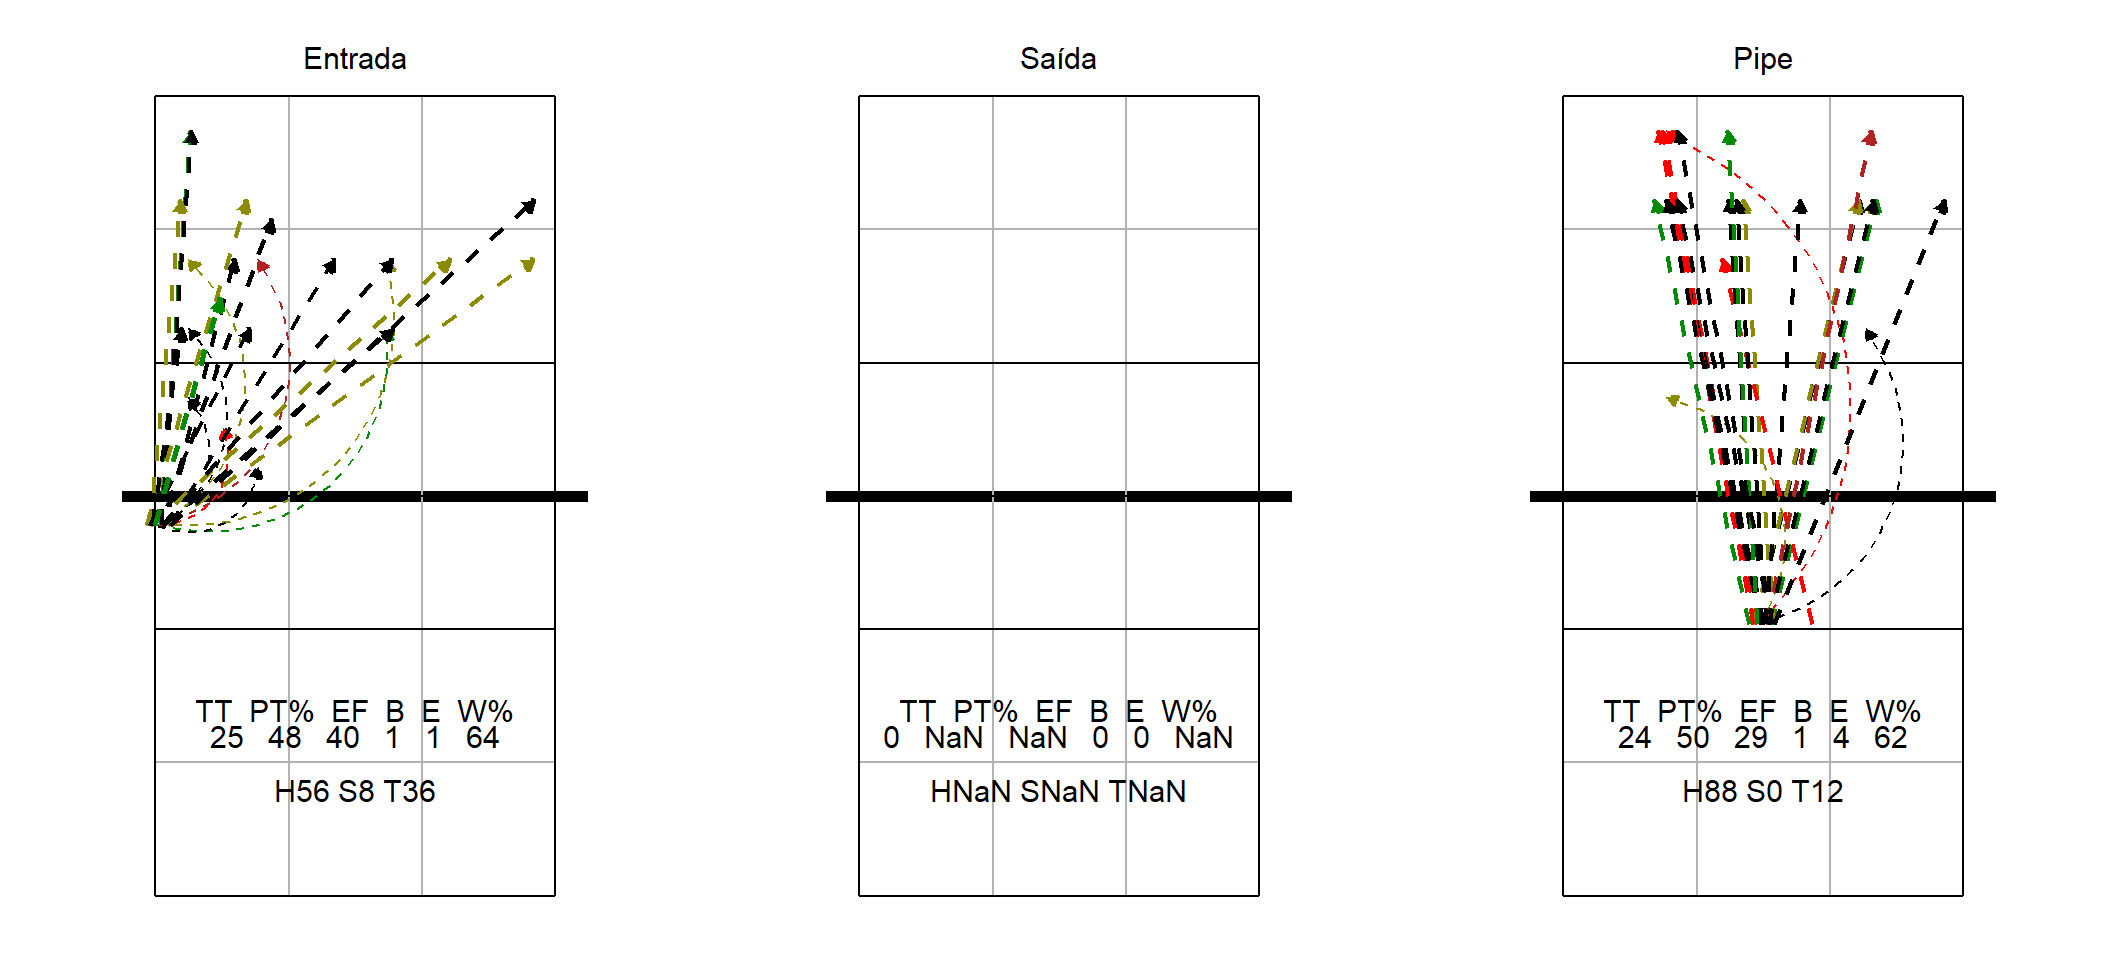 Entrada
Saída
Pipe
TT PT% EF B E W%
25 48 40 1 1 64
H56 S8 T36
TT PT% EF B E W%
0 NaN NaN 0 0 NaN
HNaN SNaN TNaN
TT PT% EF B E W%
24 50 29 1 4 62
H88 S0 T12